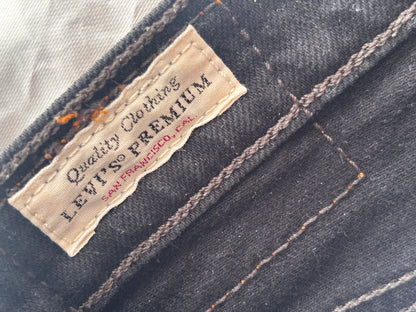 Quality Clothing
LEVI'S® PREMIUM
SAN FRANCISCO, CAL.